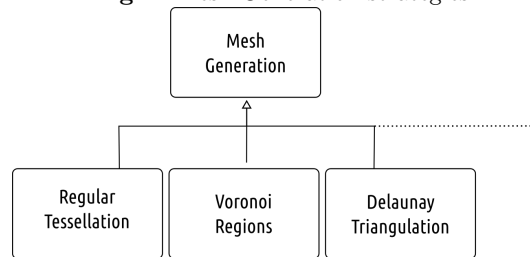 Mesh
Generation
Regular
Tessellation
Voronoi
Regions
Delaunay
Triangulation